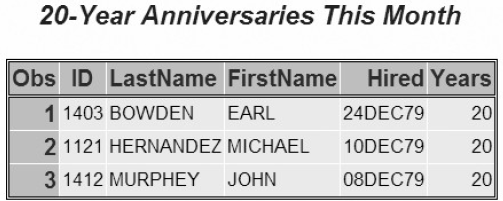 20-Year Anniversaries This Month
Obs ID LastName FirstName Hired Years
1 1403 BOWDEN EARL 24DEC79 20
2 1121 HERNANDEZ MICHAEL 10DEC79 20
3 1412 MURPHEY JOHN 08DEC79 20